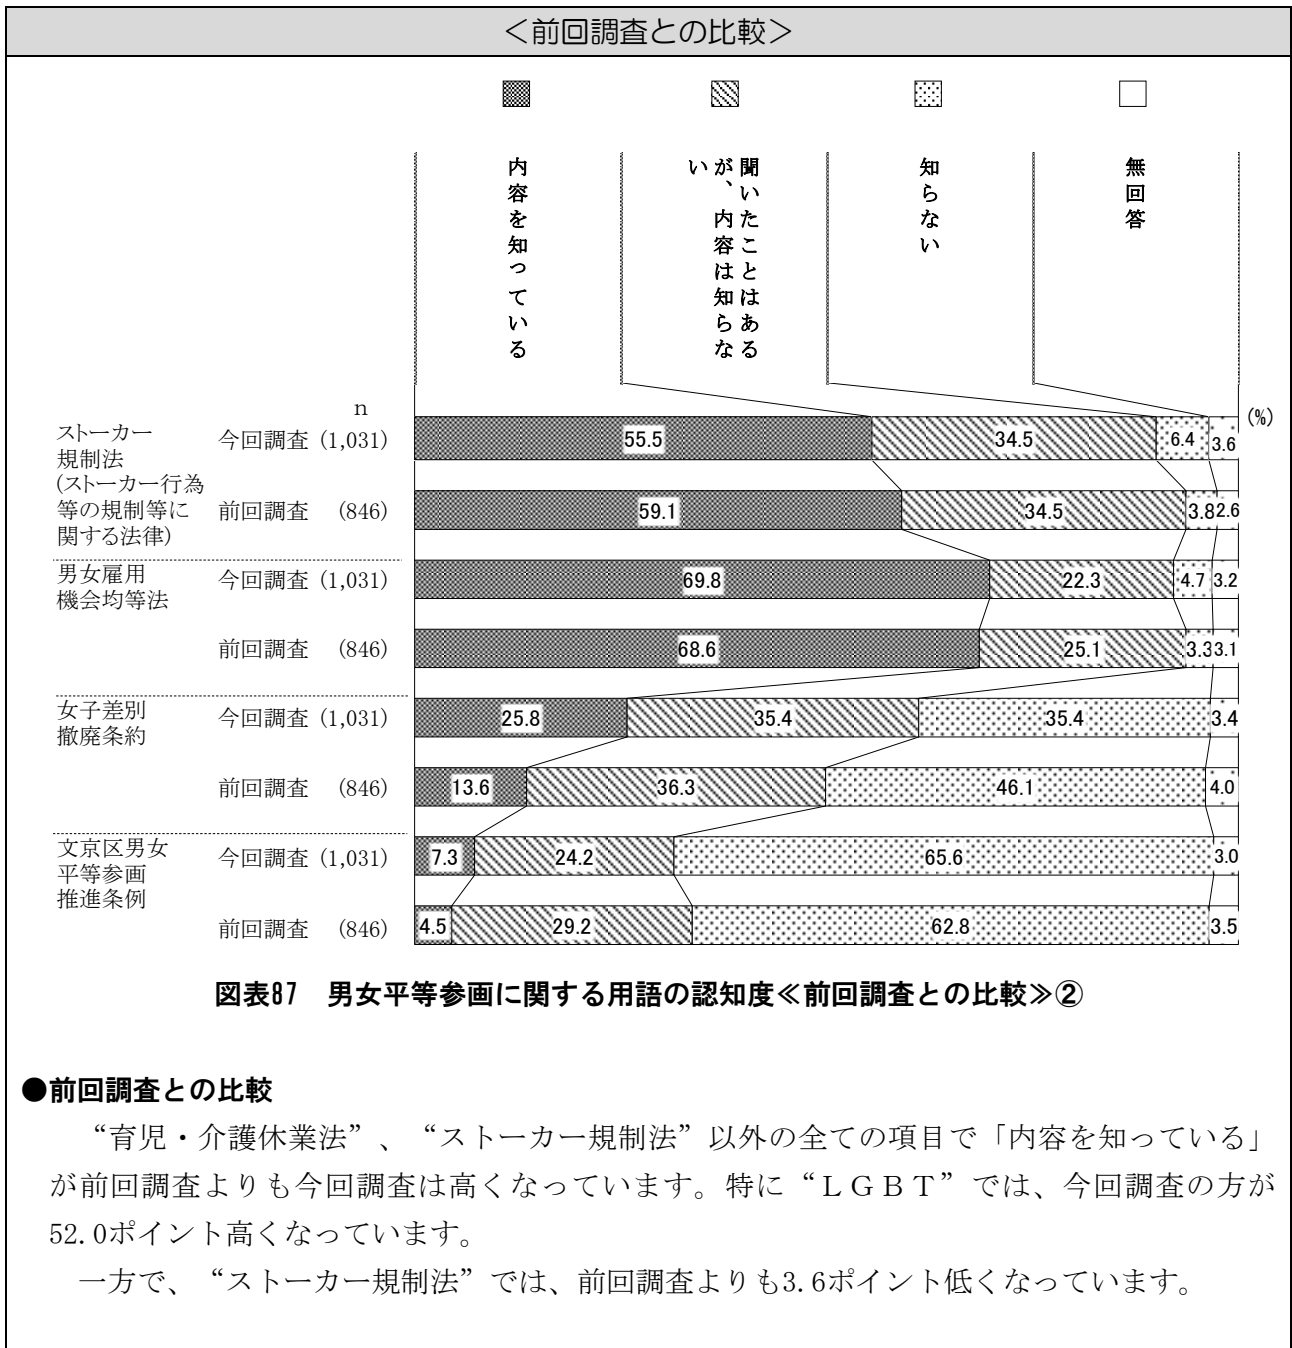 ＜前回調査との比較＞
内容を知っている
聞いたことはある
が、内容は知らな
い
知らない
無回答
n
(%)
ストーカー
規制法
(ストーカー行為
等の規制等に
関する法律)
今回調査 (1,031)
55.5 34.5 6.4 3.6
前回調査 (846)
59.1 34.5 3.8 2.6
男女雇用
機会均等法
今回調査 (1,031)
69.8 22.3 4.7 3.2
前回調査 (846)
68.6 25.1 3.3 3.1
女子差別
撤廃条約
今回調査 (1,031)
25.8 35.4 35.4 3.4
前回調査 (846)
13.6 36.3 46.1 4.0
文京区男女
平等参画
推進条例
今回調査 (1,031)
7.3 24.2 65.6 3.0
前回調査 (846)
4.5 29.2 62.8 3.5
図表87　男女平等参画に関する用語の認知度≪前回調査との比較≫②
●前回調査との比較
“育児・介護休業法”、“ストーカー規制法”以外の全ての項目で「内容を知っている」
が前回調査よりも今回調査は高くなっています。特に“ＬＧＢＴ”では、今回調査の方が
52.0ポイント高くなっています。
一方で、“ストーカー規制法”では、前回調査よりも3.6ポイント低くなっています。